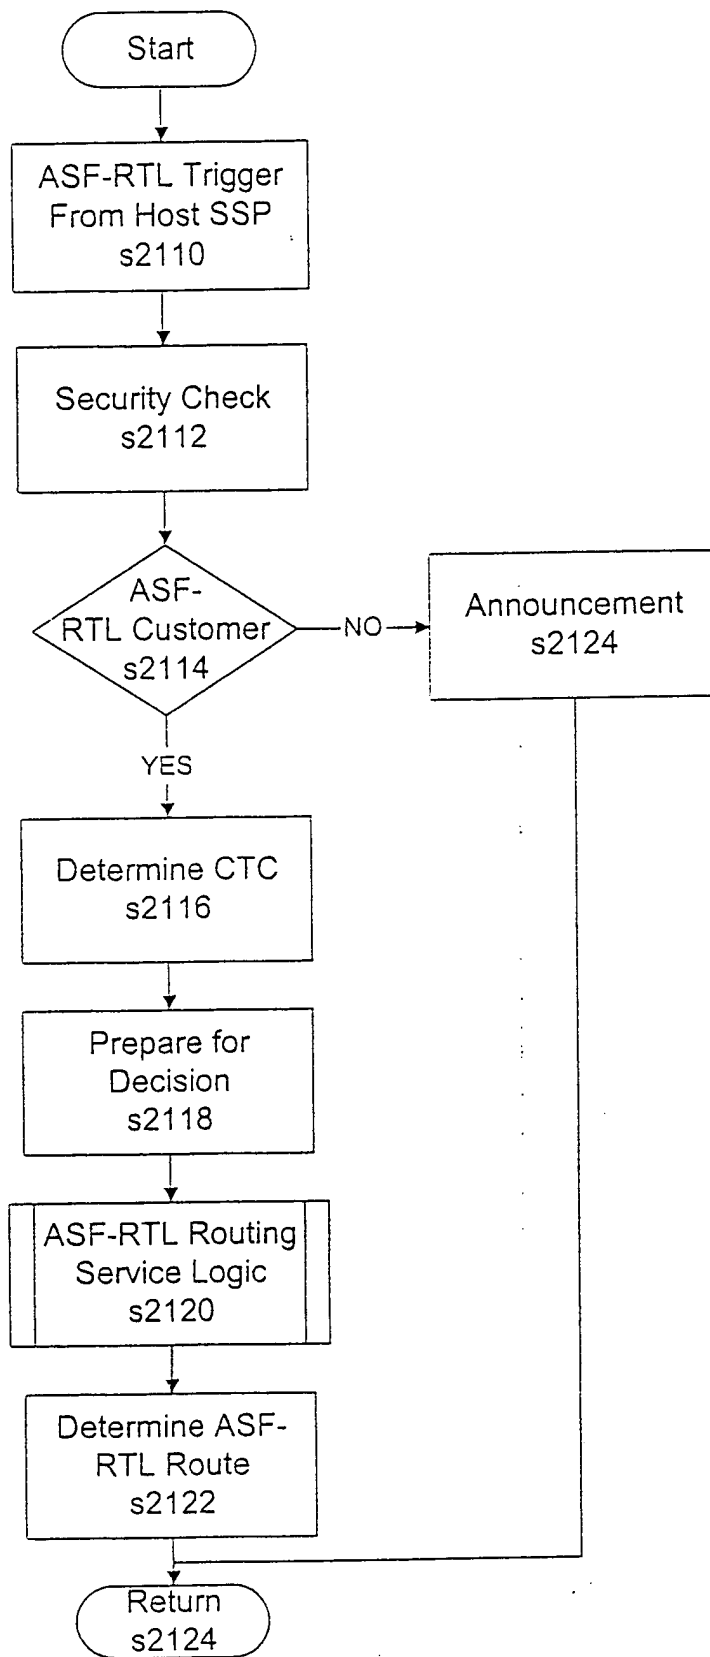 Start
ASF-RTL Trigger
From Host SSP
s2110
Security Check
s2112
ASF-
RTL Customer
s2114
NO
Announcement
s2124
YES
Determine CTC
s2116
Prepare for
Decision
s2118
ASF-RTL Routing
Service Logic
s2120
Determine ASF-
RTL Route
s2122
Return
s2124